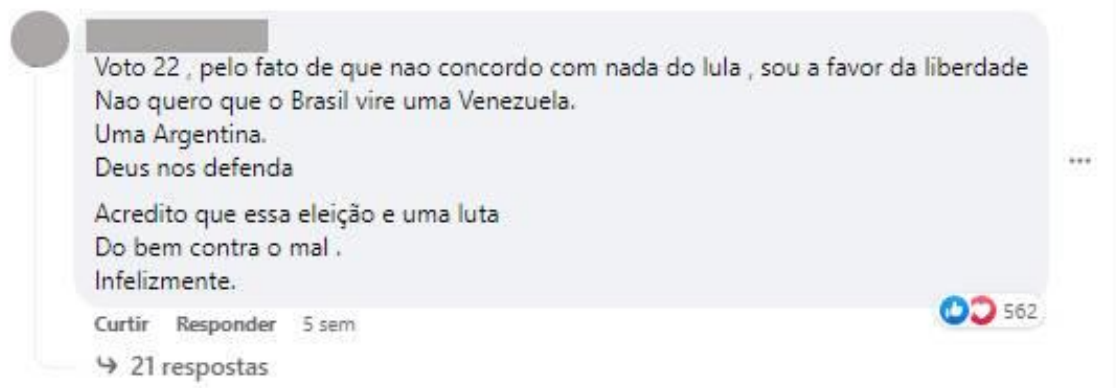 Voto 22 , pelo fato de que nao concordo com nada do lula , sou a favor da liberdade
Nao quero que o Brasil vire uma Venezuela.
Uma Argentina.
Deus nos defenda
Acredito que essa eleição e uma luta
Do bem contra o mal .
Infelizmente.
562
Curtir Responder 5 sem
21 respostas